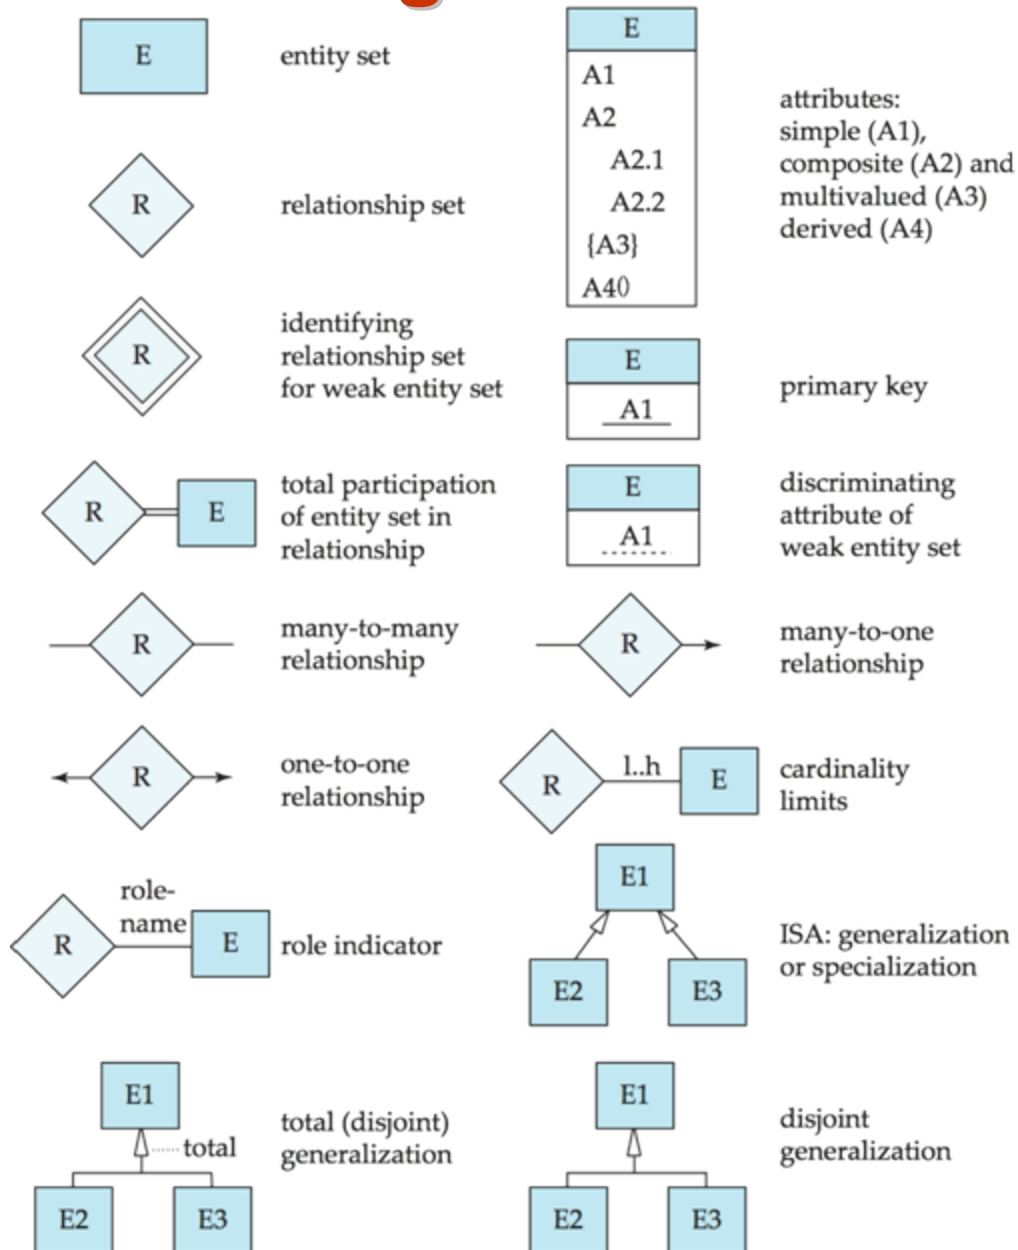 E
entity set
E
A1
A2
A2.1
A2.2
{A3}
A4()
attributes:
simple (A1),
composite (A2) and
multivalued (A3)
derived (A4)
R
relationship set
R
identifying
relationship set
for weak entity set
E
A1
primary key
R
E
total participation
of entity set in
relationship
E
A1
discriminating
attribute of
weak entity set
R
many-to-many
relationship
R
many-to-one
relationship
R
one-to-one
relationship
R
l..h
E
cardinality
limits
R
role-
name
E
role indicator
E1
E2
E3
ISA: generalization
or specialization
E1
total
E2
E3
total (disjoint)
generalization
E1
E2
E3
disjoint
generalization